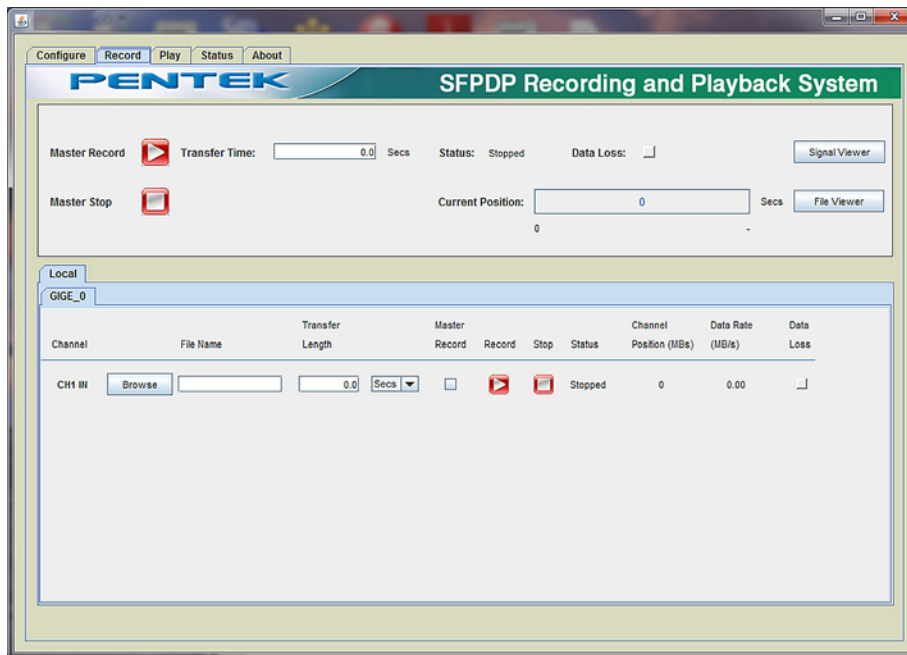 Configure Record Play Status About
PENTEK SFPDP Recording and Playback System
Master Record Transfer Time: 0.0 Secs Status: Stopped Data Loss: Signal Viewer
Master Stop Current Position: 0 Secs File Viewer
0 -
Local
GIGE_0
Transfer Master Channel Data Rate Data
Channel File Name Length Record Record Stop Status Position (MBs) (MB/s) Loss
CH1 IN Browse 0.0 Secs Stopped 0 0.00